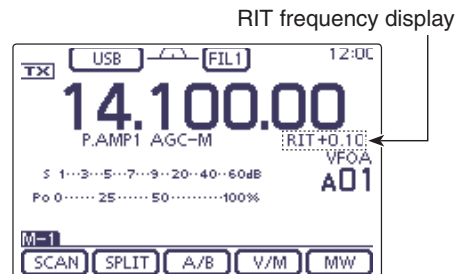 RIT frequency display
TX USB FIL1 12:00
14.100.00
P.AMP1 AGC-M RIT+0.10
VFOA
S 1···3···5···7···9··20··40··60dB
A01
Po 0······25······50··········100%
M-1
SCAN SPLIT A/B V/M MW